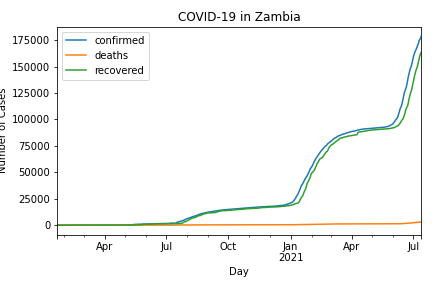 COVID-19 in Zambia
confirmed
deaths
recovered
175000
150000
125000
100000
75000
50000
25000
0
Number of Cases
Apr
Jul
Oct
Jan
2021
Apr
Jul
Day